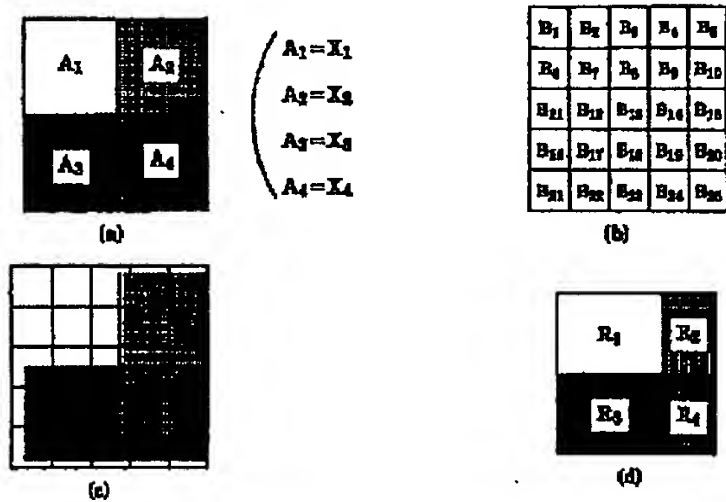 A₁ A₂
A₃ A₄
(a)
A₁=X₁
A₂=X₂
A₃=X₃
A₄=X₄
B₁ B₂ B₃ B₄ B₅
B₆ B₇ B₈ B₉ B₁₀
B₁₁ B₁₂ B₁₃ B₁₄ B₁₅
B₁₆ B₁₇ B₁₈ B₁₉ B₂₀
B₂₁ B₂₂ B₂₃ B₂₄ B₂₅
(b)
(c)
R₁ R₂
R₃ R₄
(d)